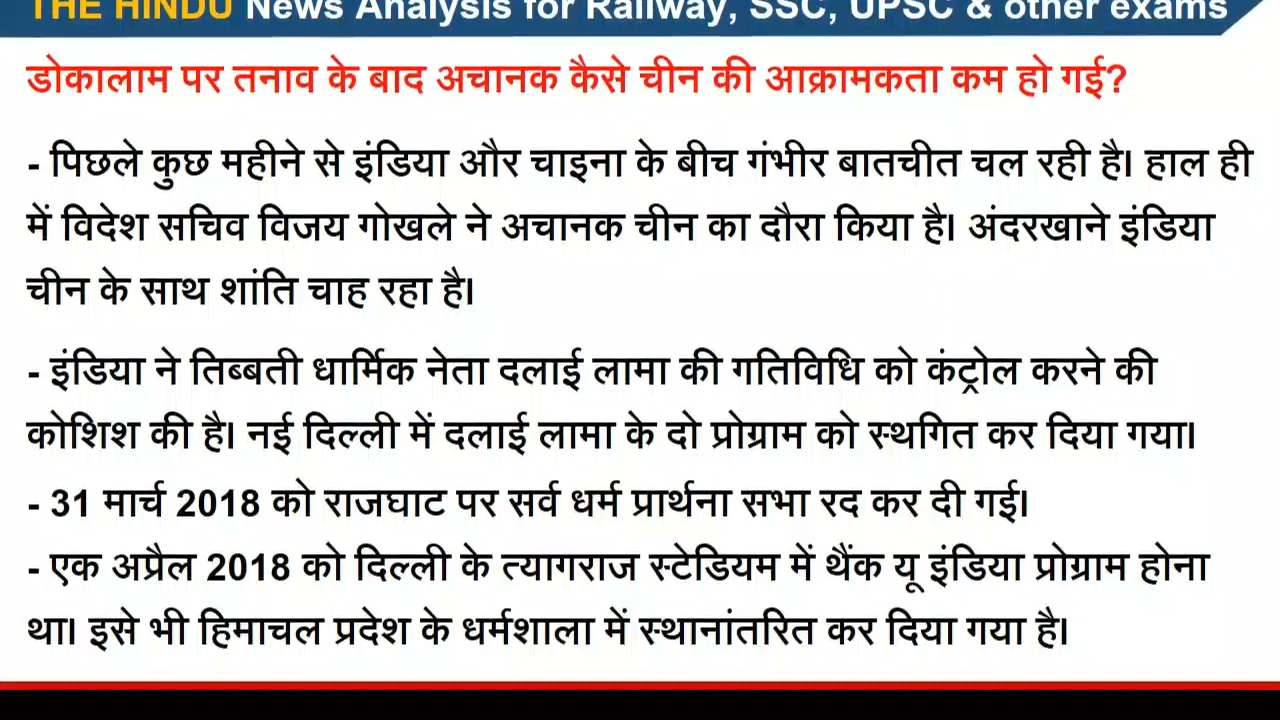 THE HINDU News Analysis for Railway, SSC, UPSC & other exams
डोकालाम पर तनाव के बाद अचानक कैसे चीन की आक्रामकता कम हो गई?
- पिछले कुछ महीने से इंडिया और चाइना के बीच गंभीर बातचीत चल रही है। हाल ही
में विदेश सचिव विजय गोखले ने अचानक चीन का दौरा किया है। अंदरखाने इंडिया
चीन के साथ शांति चाह रहा है।
- इंडिया ने तिब्बती धार्मिक नेता दलाई लामा की गतिविधि को कंट्रोल करने की
कोशिश की है। नई दिल्ली में दलाई लामा के दो प्रोग्राम को स्थगित कर दिया गया।
- 31 मार्च 2018 को राजघाट पर सर्व धर्म प्रार्थना सभा रद कर दी गई।
- एक अप्रैल 2018 को दिल्ली के त्यागराज स्टेडियम में थैंक यू इंडिया प्रोग्राम होना
था। इसे भी हिमाचल प्रदेश के धर्मशाला में स्थानांतरित कर दिया गया है।